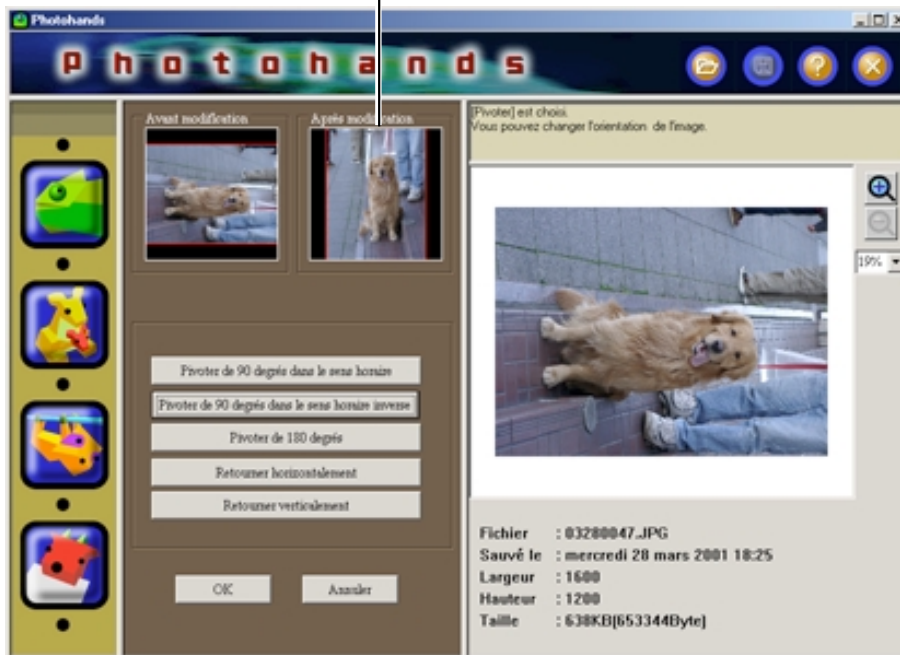 Photohands
Photohands
Avant modification
Après modification
[Pivoter] est choisi.
Vous pouvez changer l'orientation de l'image.
19%
Pivoter de 90 degrés dans le sens horaire
Pivoter de 90 degrés dans le sens horaire inverse
Pivoter de 180 degrés
Retourner horizontalement
Retourner verticalement
OK
Annuler
Fichier : 03280047.JPG
Sauvé le : mercredi 28 mars 2001 18:25
Largeur : 1600
Hauteur : 1200
Taille : 638KB(653344Byte)